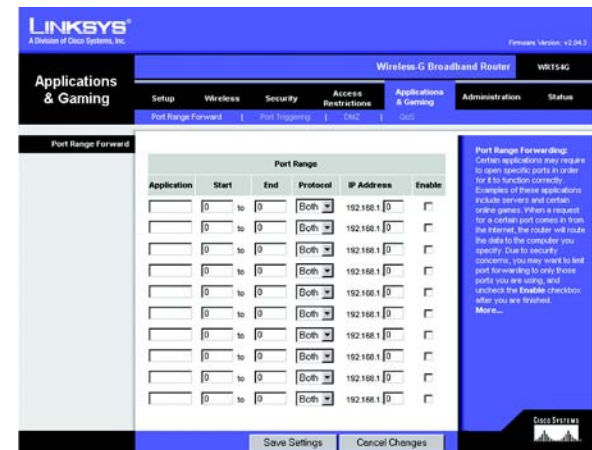 LINKSYS®
A Division of Cisco Systems, Inc.
Firmware Version: v2.04.3
Wireless-G Broadband Router WRT54G
Applications & Gaming
Setup Wireless Security Access Restrictions Applications & Gaming Administration Status
Port Range Forward | Port Triggering | DMZ | QoS
Port Range Forward
Port Range
Application Start End Protocol IP Address Enable
0 to 0 Both 192.168.1.0
0 to 0 Both 192.168.1.0
0 to 0 Both 192.168.1.0
0 to 0 Both 192.168.1.0
0 to 0 Both 192.168.1.0
0 to 0 Both 192.168.1.0
0 to 0 Both 192.168.1.0
0 to 0 Both 192.168.1.0
0 to 0 Both 192.168.1.0
0 to 0 Both 192.168.1.0
Port Range Forwarding:
Certain applications may require
to open specific ports in order
for it to function correctly.
Examples of these applications
include servers and certain
online games. When a request
for a certain port comes in from
the Internet, the router will route
the data to the computer you
specify. Due to security
concerns, you may want to limit
port forwarding to only those
ports you are using, and
uncheck the Enable checkbox
after you are finished.
More...
Save Settings Cancel Changes
CISCO SYSTEMS